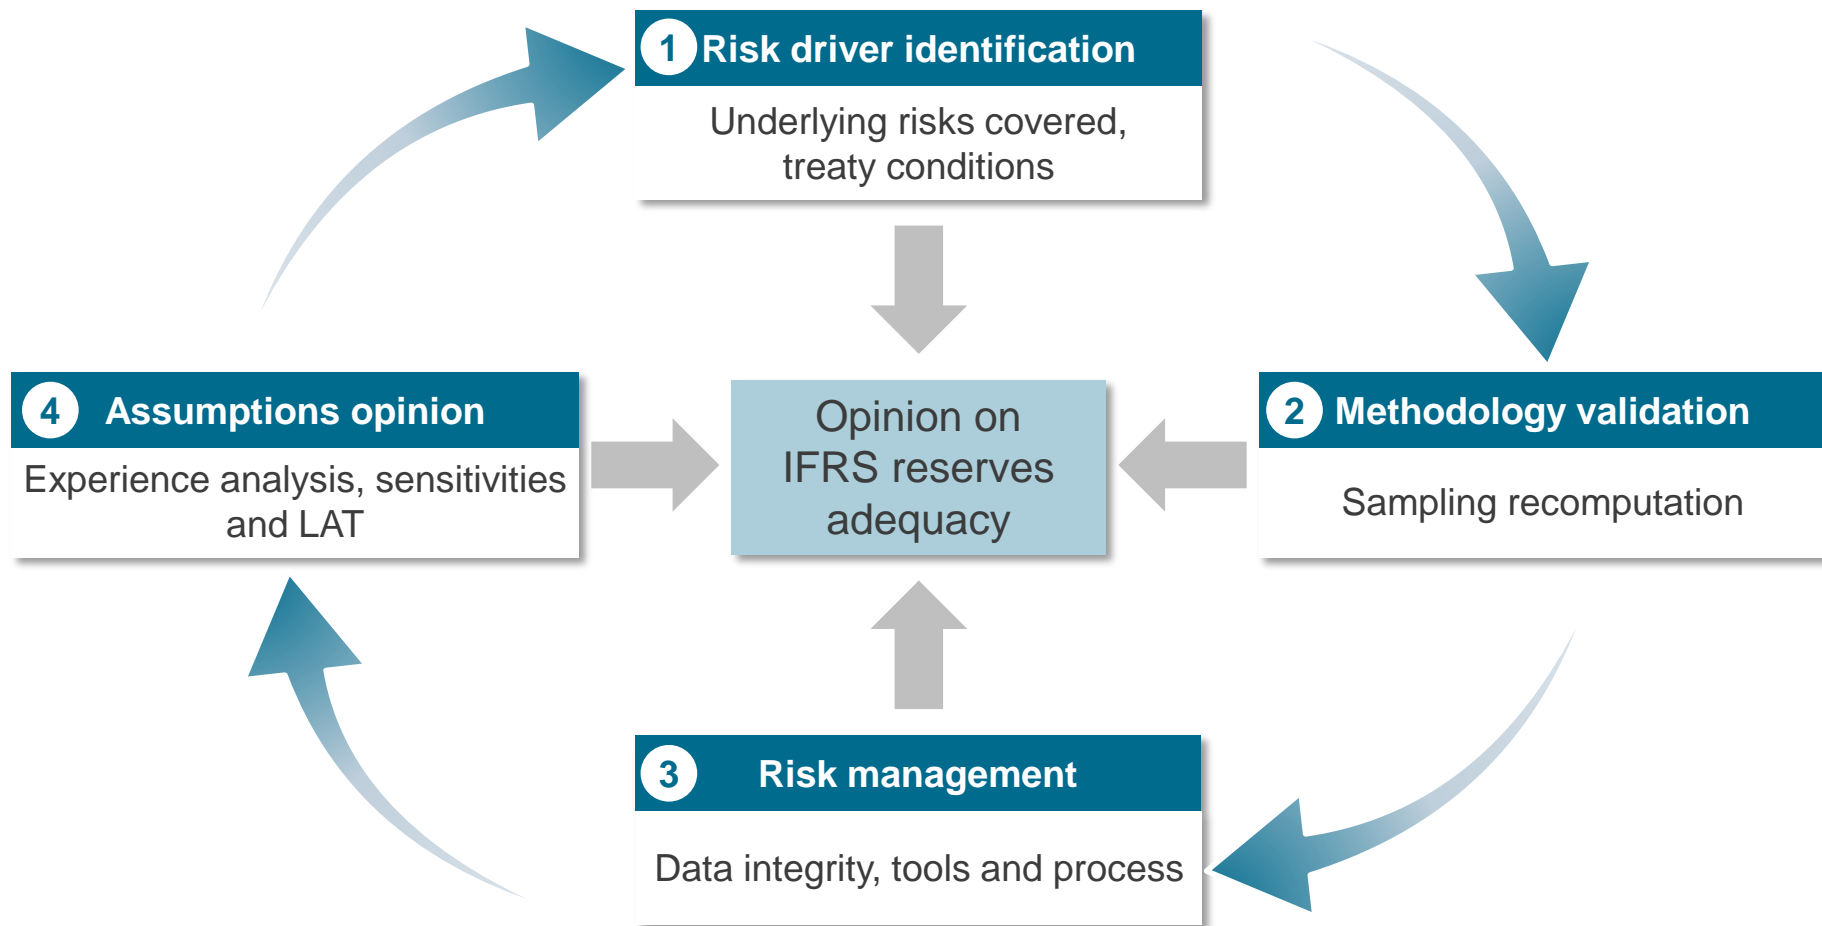 1 Risk driver identification
Underlying risks covered,
treaty conditions
4 Assumptions opinion
Experience analysis, sensitivities
and LAT
Opinion on
IFRS reserves
adequacy
2 Methodology validation
Sampling recomputation
3 Risk management
Data integrity, tools and process